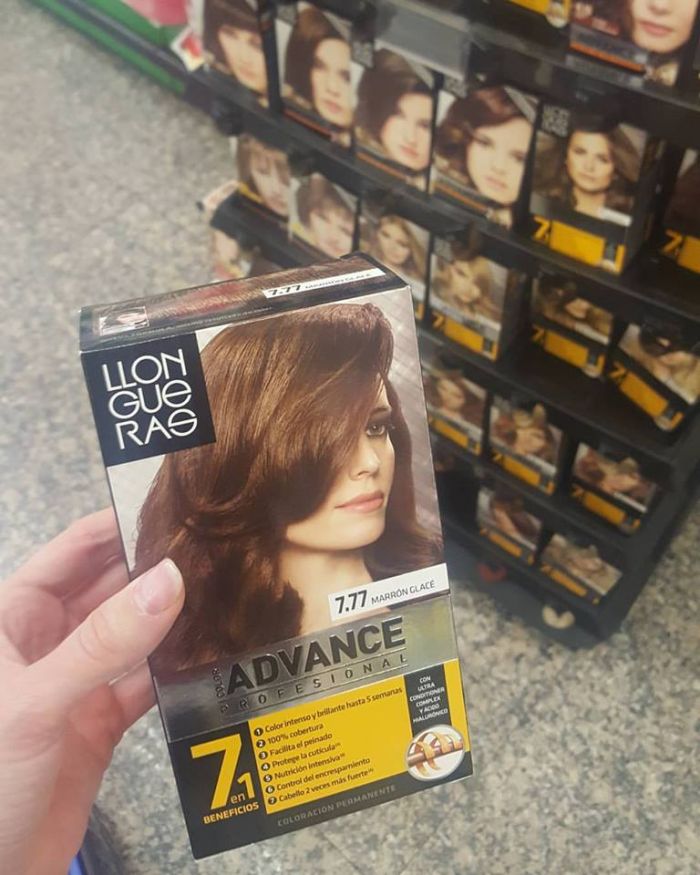 7.77 MARRÓN GLACÉ
LLON
GUE
RAS
7.77 MARRÓN GLACÉ
COLOR
ADVANCE
PROFESIONAL
7 en 1
BENEFICIOS
1 Color intenso y brillante hasta 5 semanas
2 100% cobertura
3 Facilita el peinado
4 Protege la cutícula
5 Nutrición intensiva
6 Control del encrespamiento
7 Cabello 2 veces más fuerte
CON
ULTRA
CONDITIONER
COMPLEX
Y ÁCIDO
HIALURÓNICO
COLORACIÓN PERMANENTE